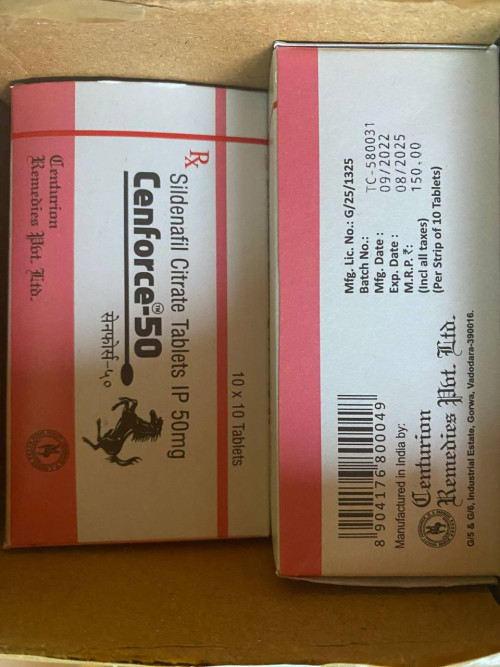 Rx
Sildenafil Citrate Tablets IP 50mg
Cenforce™-50
सेनफोर्स-५०
10 x 10 Tablets
Centurion
Remedies Pvt. Ltd.
Mfg. Lic. No.: G/25/1325
Batch No.: TC-580031
Mfg. Date : 09/2022
Exp. Date : 08/2025
M.R.P. ₹: 150.00
(Incl all taxes)
(Per Strip of 10 Tablets)
8 904176 800049
Manufactured in India by:
Centurion
Remedies Pvt. Ltd.
G/5 & G/6, Industrial Estate, Gorwa, Vadodara-390016.